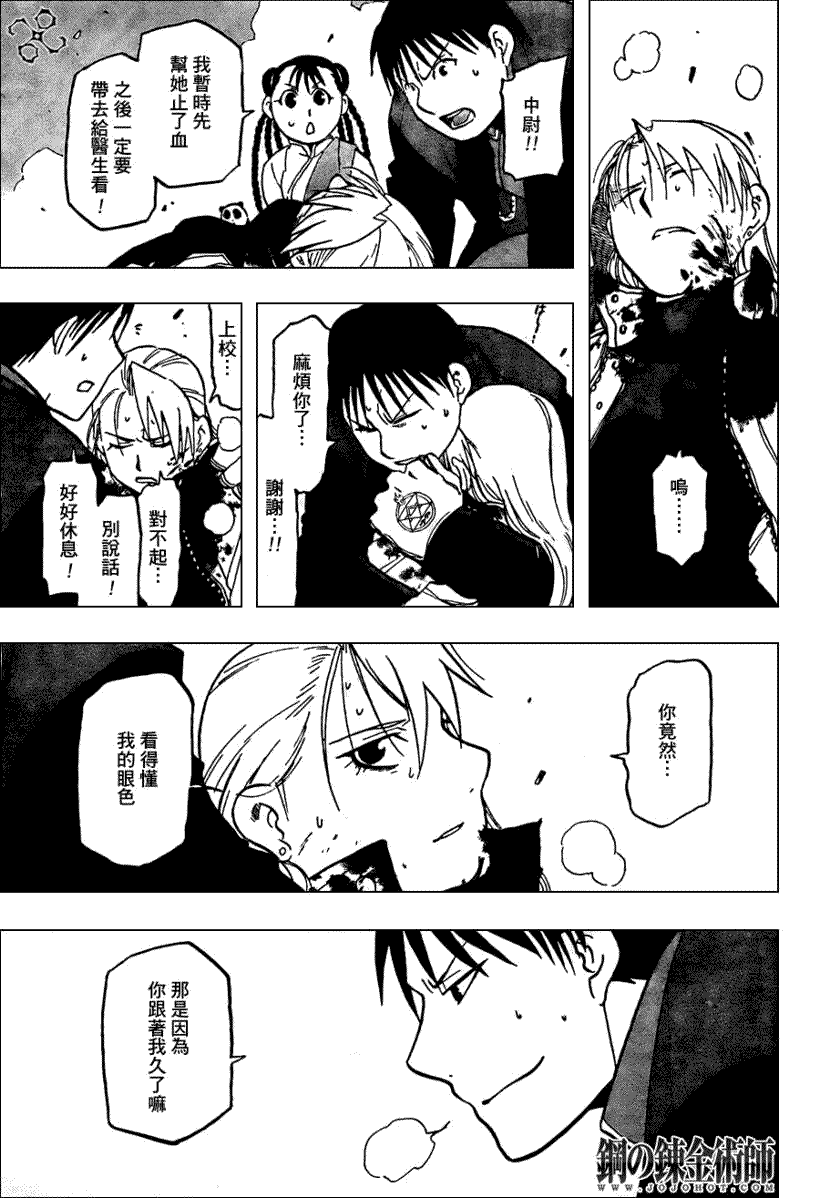 嗚……
中尉!!
我暫時先
幫她止了血
之後一定要
帶去給醫生看！
麻煩你了…
謝謝…!!
上校…
對不起…
別說話！
好好休息！
你竟然…
看得懂
我的眼色
那是因為
你跟著我久了嘛
鋼の錬金術師
WWW.JOJOHOT.COM